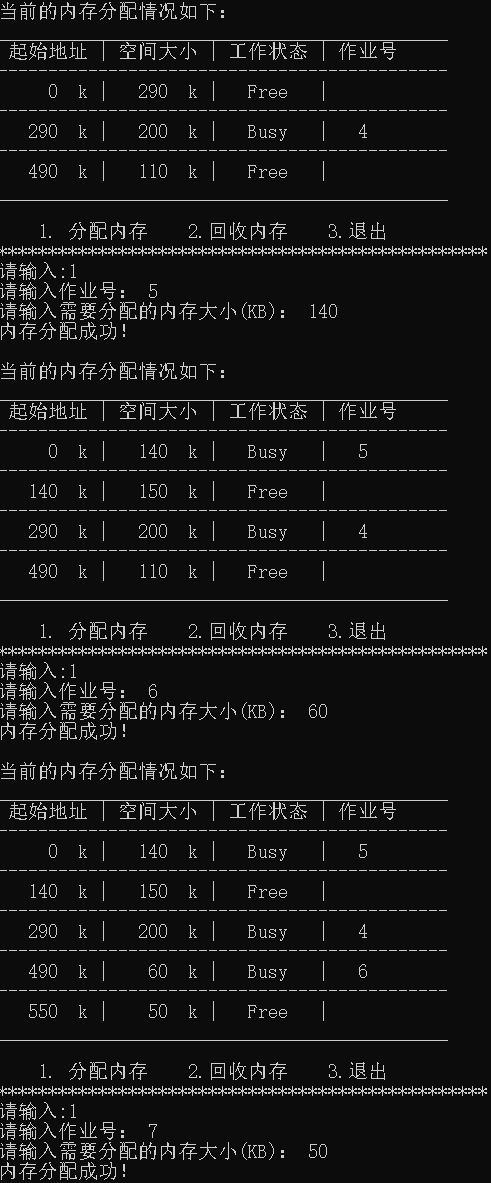 当前的内存分配情况如下:
起始地址 | 空间大小 | 工作状态 | 作业号
0 k | 290 k | Free |
290 k | 200 k | Busy | 4
490 k | 110 k | Free |
1. 分配内存 2.回收内存 3.退出
*************************************************
请输入:1
请输入作业号: 5
请输入需要分配的内存大小(KB): 140
内存分配成功!
当前的内存分配情况如下:
起始地址 | 空间大小 | 工作状态 | 作业号
0 k | 140 k | Busy | 5
140 k | 150 k | Free |
290 k | 200 k | Busy | 4
490 k | 110 k | Free |
1. 分配内存 2.回收内存 3.退出
*************************************************
请输入:1
请输入作业号: 6
请输入需要分配的内存大小(KB): 60
内存分配成功!
当前的内存分配情况如下:
起始地址 | 空间大小 | 工作状态 | 作业号
0 k | 140 k | Busy | 5
140 k | 150 k | Free |
290 k | 200 k | Busy | 4
490 k | 60 k | Busy | 6
550 k | 50 k | Free |
1. 分配内存 2.回收内存 3.退出
*************************************************
请输入:1
请输入作业号: 7
请输入需要分配的内存大小(KB): 50
内存分配成功!